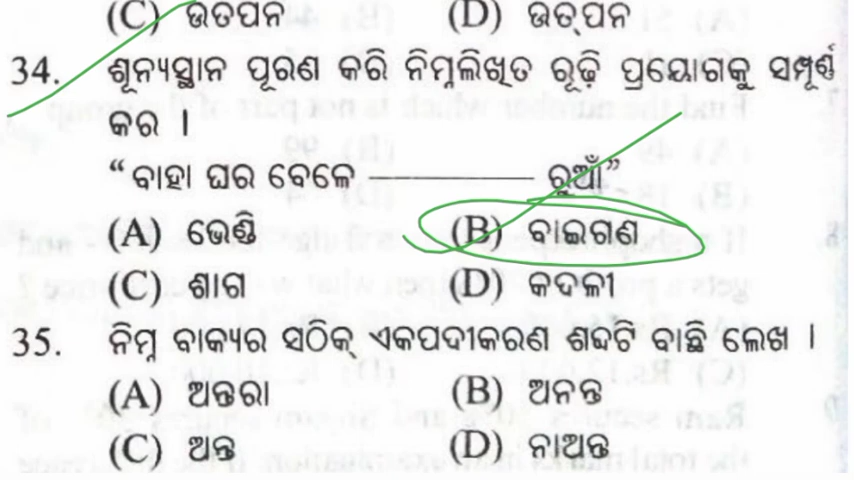 (C) ଉତପନ (D) ଉତ୍‌ପନ
34. ଶୂନ୍ୟସ୍ଥାନ ପୂରଣ କରି ନିମ୍ନଲିଖିତ ରୂଢ଼ି ପ୍ରୟୋଗକୁ ସମ୍ପୂର୍ଣ୍ଣ
କର ।
“ବାହା ଘର ବେଳେ ———— ରୁଆଁ”
(A) ଭେଣ୍ଡି (B) ବାଇଗଣ
(C) ଶାଗ (D) କଦଳୀ
35. ନିମ୍ନ ବାକ୍ୟର ସଠିକ୍ ଏକପଦୀକରଣ ଶବ୍ଦଟି ବାଛି ଲେଖ ।
(A) ଅନ୍ତରା (B) ଅନନ୍ତ
(C) ଅନ୍ତ (D) ନାଅନ୍ତ